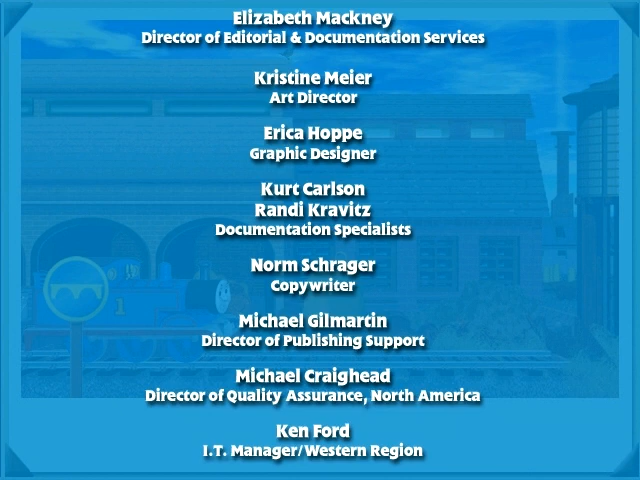 Elizabeth Mackney
Director of Editorial & Documentation Services
Kristine Meier
Art Director
Erica Hoppe
Graphic Designer
Kurt Carlson
Randi Kravitz
Documentation Specialists
Norm Schrager
Copywriter
Michael Gilmartin
Director of Publishing Support
Michael Craighead
Director of Quality Assurance, North America
Ken Ford
I.T. Manager/Western Region
1